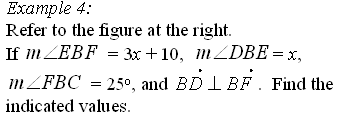 Example 4:
Refer to the figure at the right.
If m∠EBF = 3x + 10, m∠DBE = x,
m∠FBC = 25°, and BD ⊥ BF. Find the
indicated values.